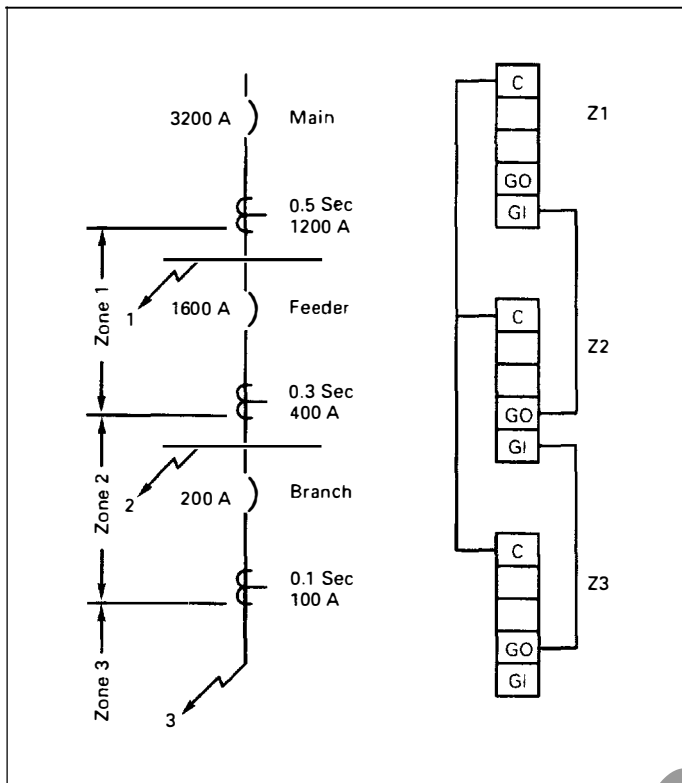 3200 A Main
0.5 Sec
1200 A
Zone 1
1
1600 A Feeder
0.3 Sec
400 A
Zone 2
2
200 A Branch
0.1 Sec
100 A
Zone 3
3
C
Z1
GO
GI
C
Z2
GO
GI
C
Z3
GO
GI